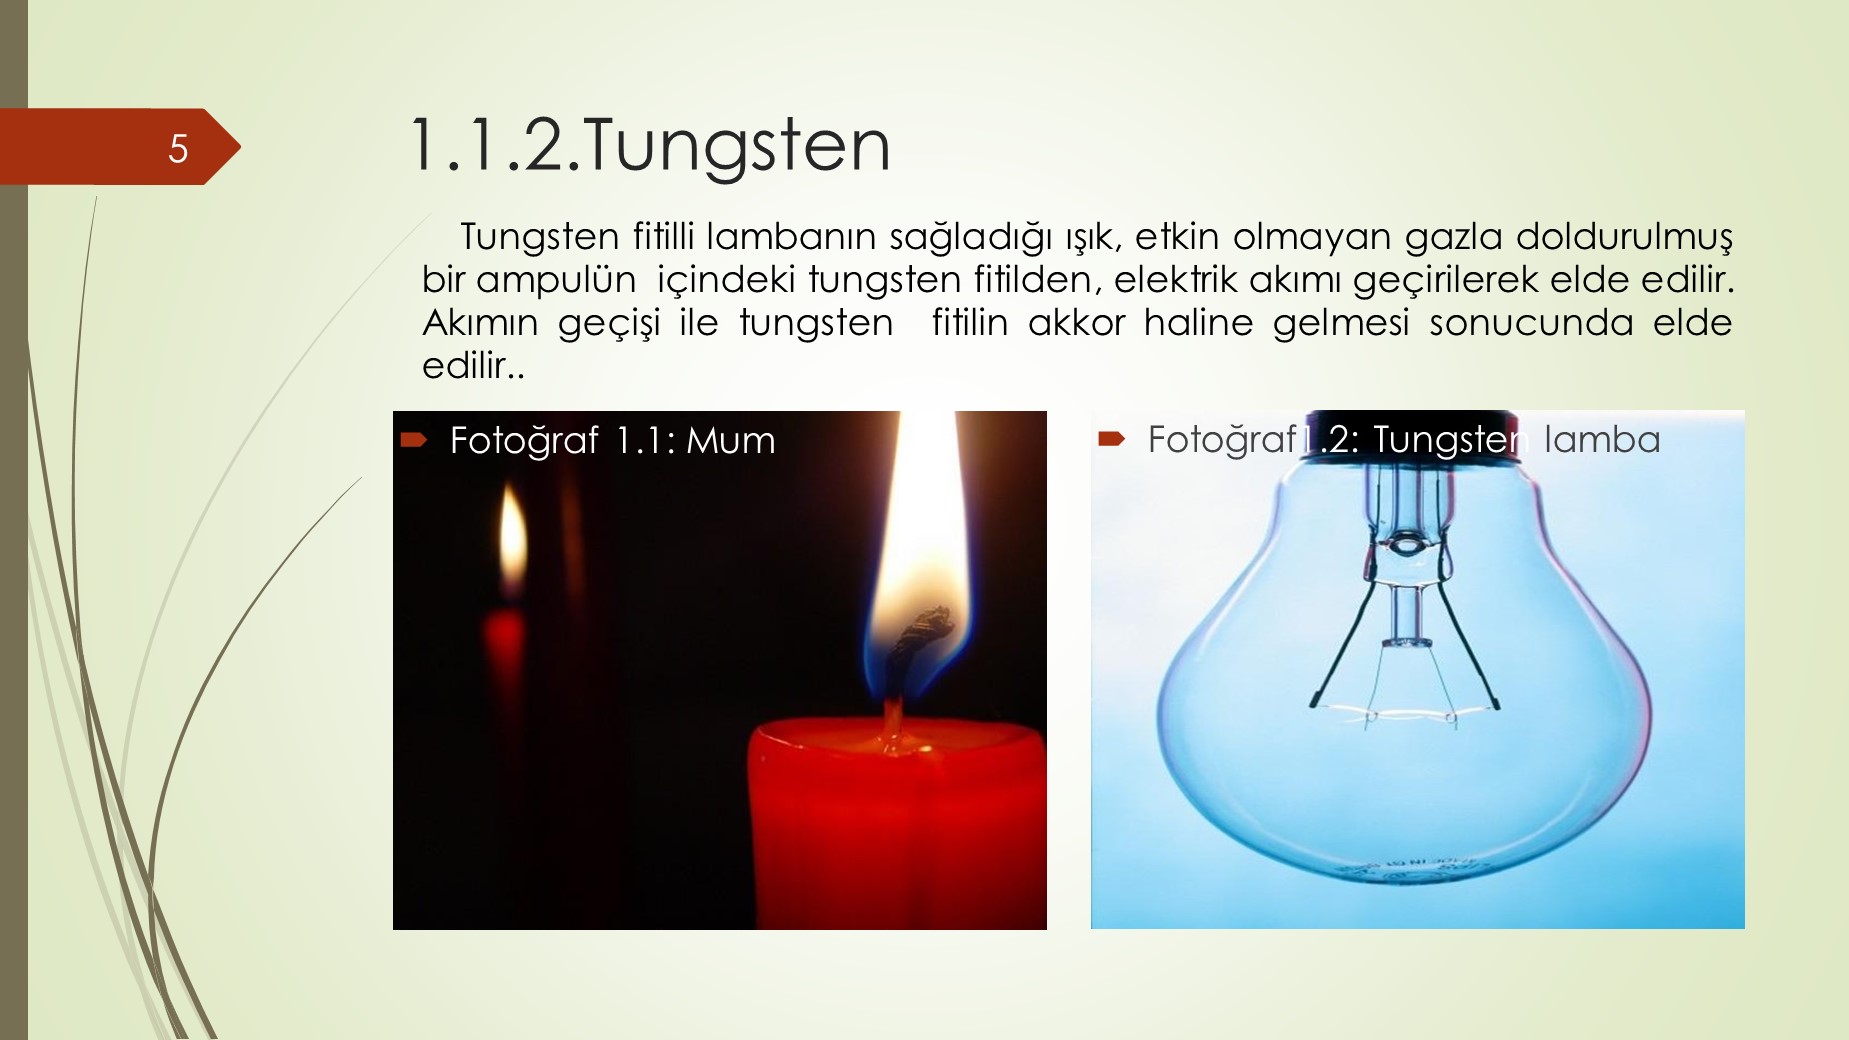 5
1.1.2.Tungsten
Tungsten fitilli lambanın sağladığı ışık, etkin olmayan gazla doldurulmuş
bir ampulün içindeki tungsten fitilden, elektrik akımı geçirilerek elde edilir.
Akımın geçişi ile tungsten fitilin akkor haline gelmesi sonucunda elde
edilir..
Fotoğraf 1.1: Mum
Fotoğraf1.2: Tungsten lamba